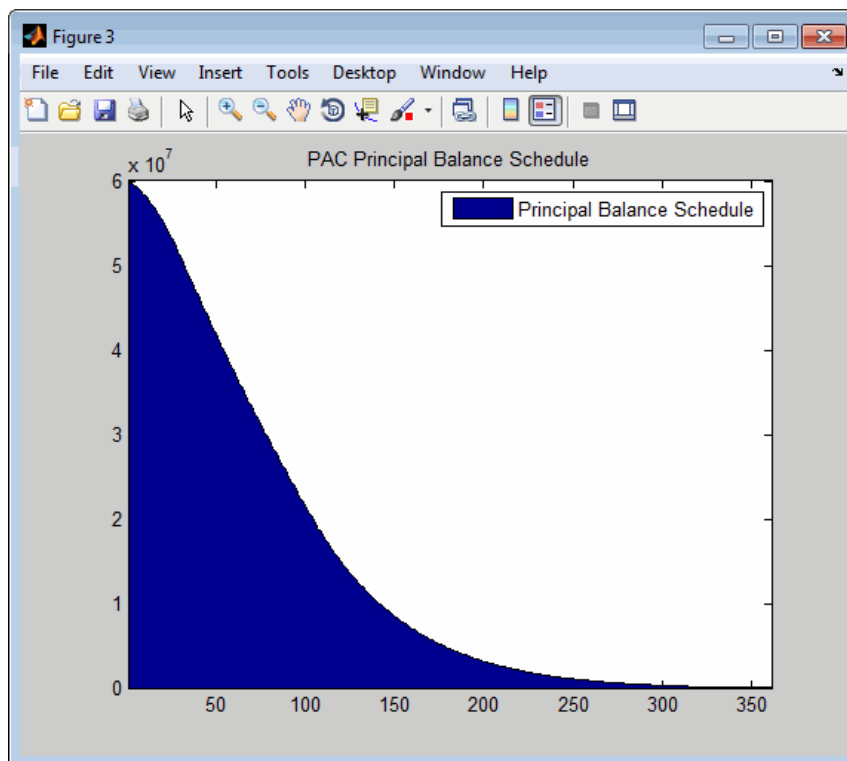 Figure 3
File Edit View Insert Tools Desktop Window Help
x 10^7
PAC Principal Balance Schedule
Principal Balance Schedule
6
5
4
3
2
1
0
50 100 150 200 250 300 350